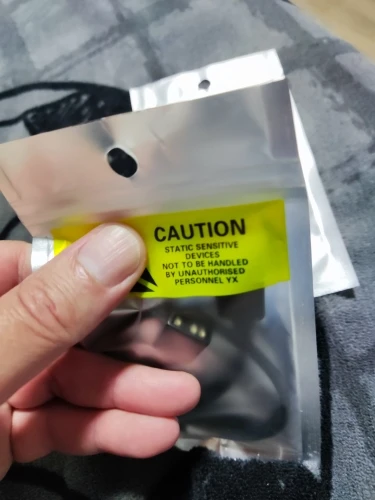 CAUTION
STATIC SENSITIVE
DEVICES
NOT TO BE HANDLED
BY UNAUTHORISED
PERSONNEL YX